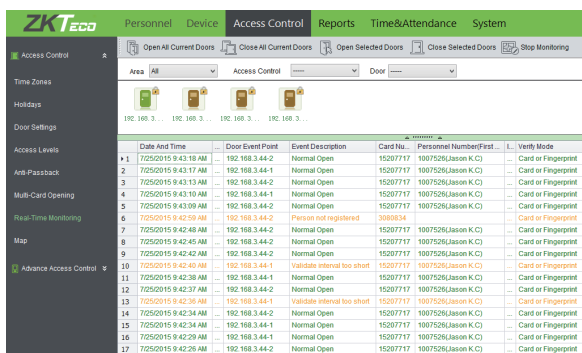 ZKTeco Personnel Device Access Control Reports Time&Attendance System
Access Control
Time Zones
Holidays
Door Settings
Access Levels
Anti-Passback
Multi-Card Opening
Real-Time Monitoring
Map
Advance Access Control
Open All Current Doors Close All Current Doors Open Selected Doors Close Selected Doors Stop Monitoring
Area All Access Control ----- Door -----
192.168.3... 192.168.3... 192.168.3... 192.168.3...
Date And Time ... Door Event Point Event Description Card Nu... Personnel Number(First ... I... Verify Mode
1 7/25/2015 9:43:18 AM ... 192.168.3.44-2 Normal Open 15207717 1007526(Jason K.C) ... Card or Fingerprint
2 7/25/2015 9:43:17 AM ... 192.168.3.44-1 Normal Open 15207717 1007526(Jason K.C) ... Card or Fingerprint
3 7/25/2015 9:43:13 AM ... 192.168.3.44-2 Normal Open 15207717 1007526(Jason K.C) ... Card or Fingerprint
4 7/25/2015 9:43:10 AM ... 192.168.3.44-1 Normal Open 15207717 1007526(Jason K.C) ... Card or Fingerprint
5 7/25/2015 9:43:09 AM ... 192.168.3.44-2 Normal Open 15207717 1007526(Jason K.C) ... Card or Fingerprint
6 7/25/2015 9:42:59 AM ... 192.168.3.44-2 Person not registered 3080834 ... Card or Fingerprint
7 7/25/2015 9:42:48 AM ... 192.168.3.44-2 Normal Open 15207717 1007526(Jason K.C) ... Card or Fingerprint
8 7/25/2015 9:42:45 AM ... 192.168.3.44-2 Normal Open 15207717 1007526(Jason K.C) ... Card or Fingerprint
9 7/25/2015 9:42:42 AM ... 192.168.3.44-2 Normal Open 15207717 1007526(Jason K.C) ... Card or Fingerprint
10 7/25/2015 9:42:40 AM ... 192.168.3.44-1 Validate interval too short 15207717 1007526(Jason K.C) ... Card or Fingerprint
11 7/25/2015 9:42:38 AM ... 192.168.3.44-1 Normal Open 15207717 1007526(Jason K.C) ... Card or Fingerprint
12 7/25/2015 9:42:37 AM ... 192.168.3.44-2 Normal Open 15207717 1007526(Jason K.C) ... Card or Fingerprint
13 7/25/2015 9:42:36 AM ... 192.168.3.44-1 Validate interval too short 15207717 1007526(Jason K.C) ... Card or Fingerprint
14 7/25/2015 9:42:34 AM ... 192.168.3.44-2 Normal Open 15207717 1007526(Jason K.C) ... Card or Fingerprint
15 7/25/2015 9:42:34 AM ... 192.168.3.44-1 Normal Open 15207717 1007526(Jason K.C) ... Card or Fingerprint
16 7/25/2015 9:42:29 AM ... 192.168.3.44-1 Normal Open 15207717 1007526(Jason K.C) ... Card or Fingerprint
17 7/25/2015 9:42:26 AM ... 192.168.3.44-2 Normal Open 15207717 1007526(Jason K.C) ... Card or Fingerprint